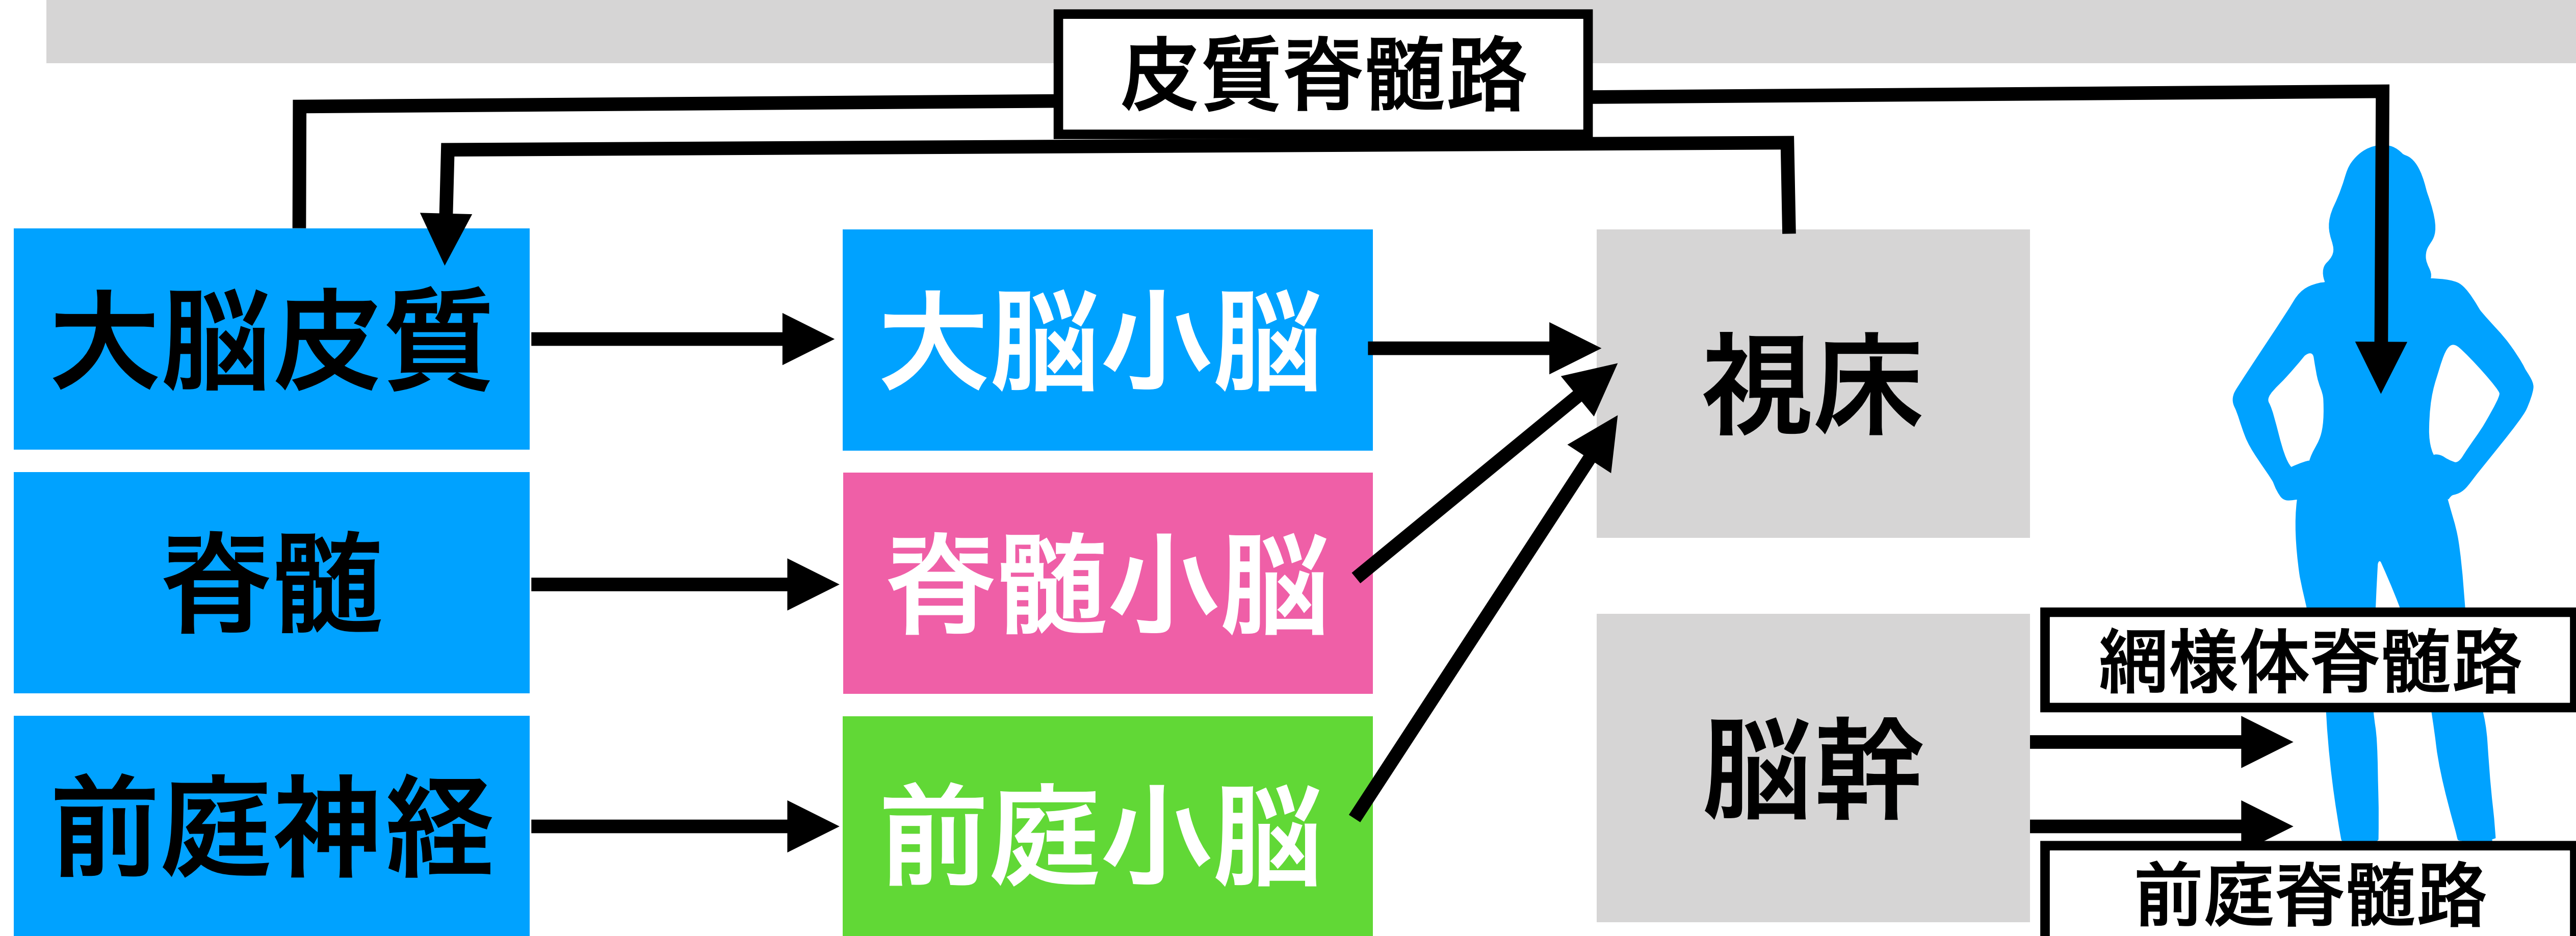 皮質脊髄路
大脳皮質
大脳小脳
視床
脊髄
脊髄小脳
網様体脊髄路
脳幹
前庭神経
前庭小脳
前庭脊髄路